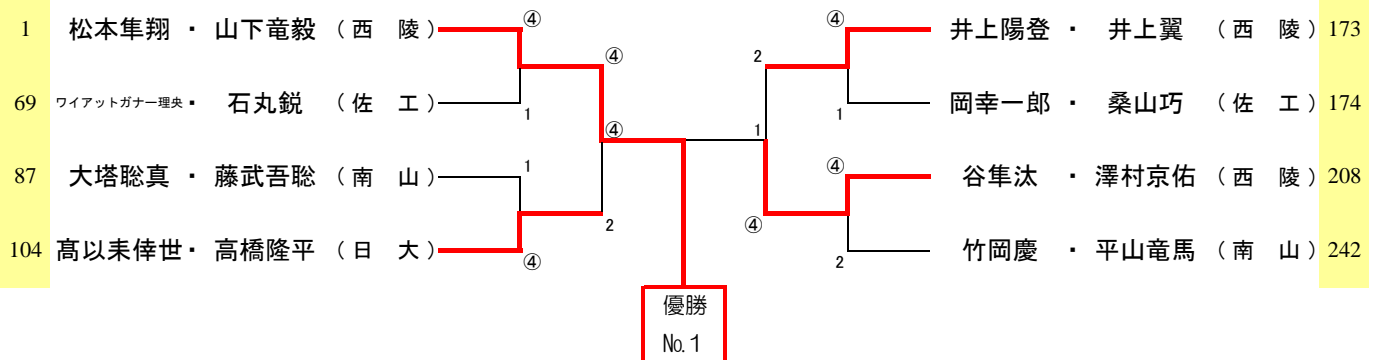 1 松本隼翔 ・ 山下竜毅 （ 西 陵 ） ④ ④ 井上陽登 ・ 井上翼 （ 西 陵 ） 173
④ 2
69 ワイアットガナー理央・ 石丸鋭 （ 佐 工 ） 1 1 岡幸一郎 ・ 桑山巧 （ 佐 工 ） 174
④ 1
87 大塔聡真 ・ 藤武吾聡 （ 南 山 ） 1 ④ 谷隼汰 ・ 澤村京佑 （ 西 陵 ） 208
2 ④
104 髙以耒倖世・ 高橋隆平 （ 日 大 ） ④ 2 竹岡慶 ・ 平山竜馬 （ 南 山 ） 242
優勝
№1